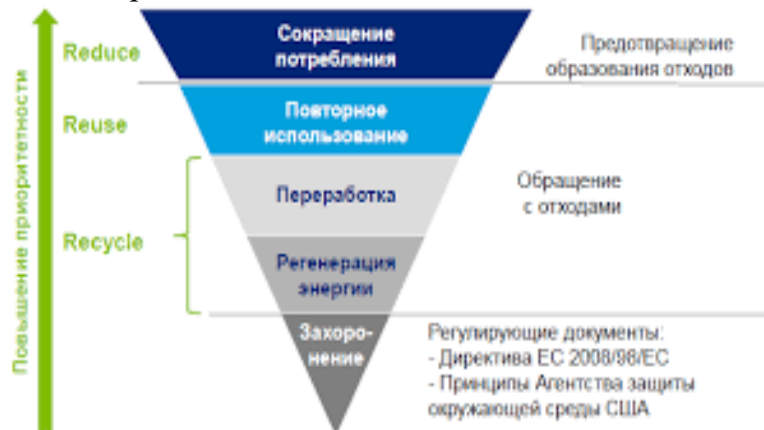 Повышение приоритетности
Reduce
Сокращение
потребления
Предотвращение
образования отходов
Reuse
Повторное
использование
Переработка
Обращение
с отходами
Recycle
Регенерация
энергии
Захоро-
нение
Регулирующие документы:
- Директива ЕС 2008/98/ЕС
- Принципы Агентства защиты
окружающей среды США